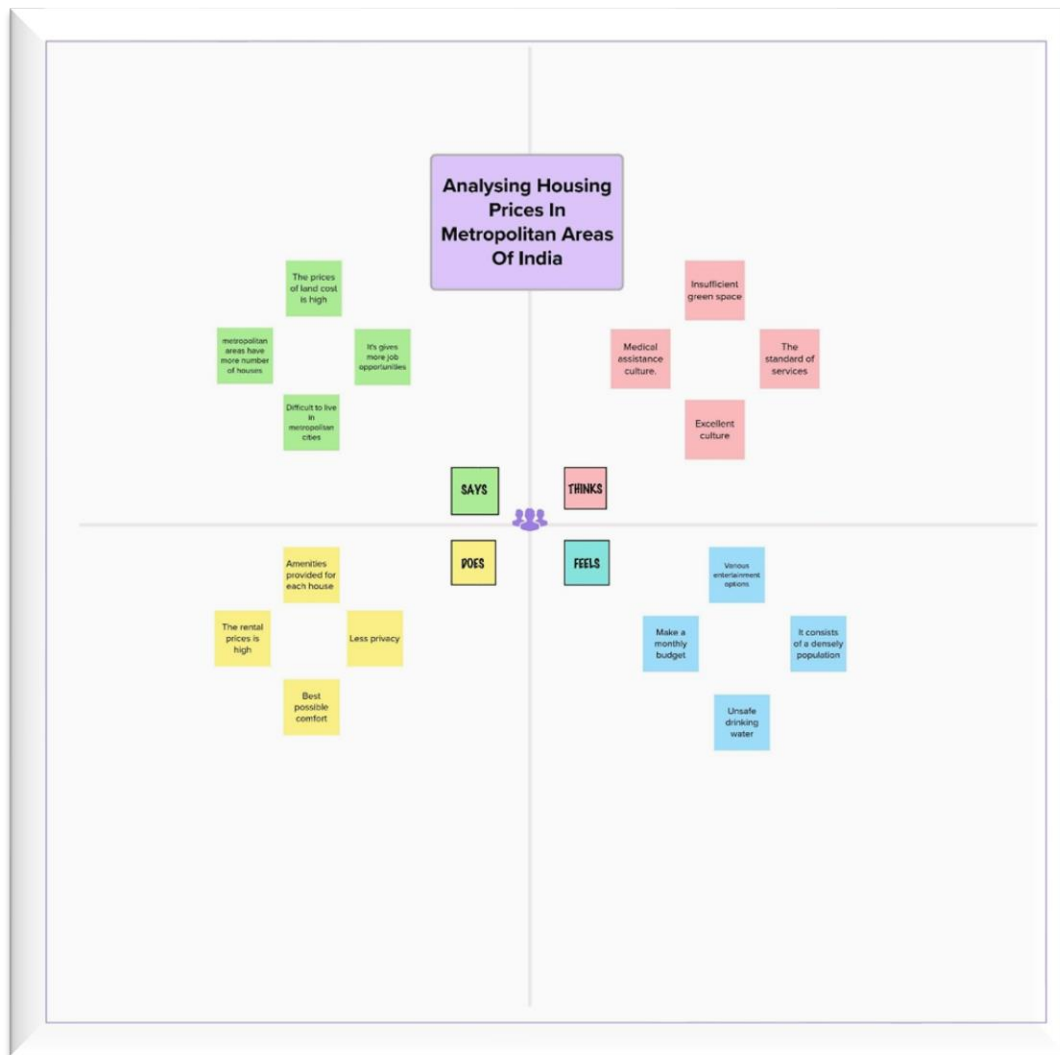 Analysing Housing
Prices In
Metropolitan Areas
Of India
The prices
of land cost
is high
metropolitan
areas have
more number
of houses
It's gives
more job
opportunities
Difficult to live
in
metropolitan
cities
SAYS
Insufficient
green space
Medical
assistance
culture.
The
standard of
services
Excellent
culture
THINKS
DOES
Amenities
provided for
each house
The rental
prices is
high
Less privacy
Best
possible
comfort
FEELS
entertainment
options
Make a
monthly
budget
It consists
of a densely
population
Unsafe
drinking
water